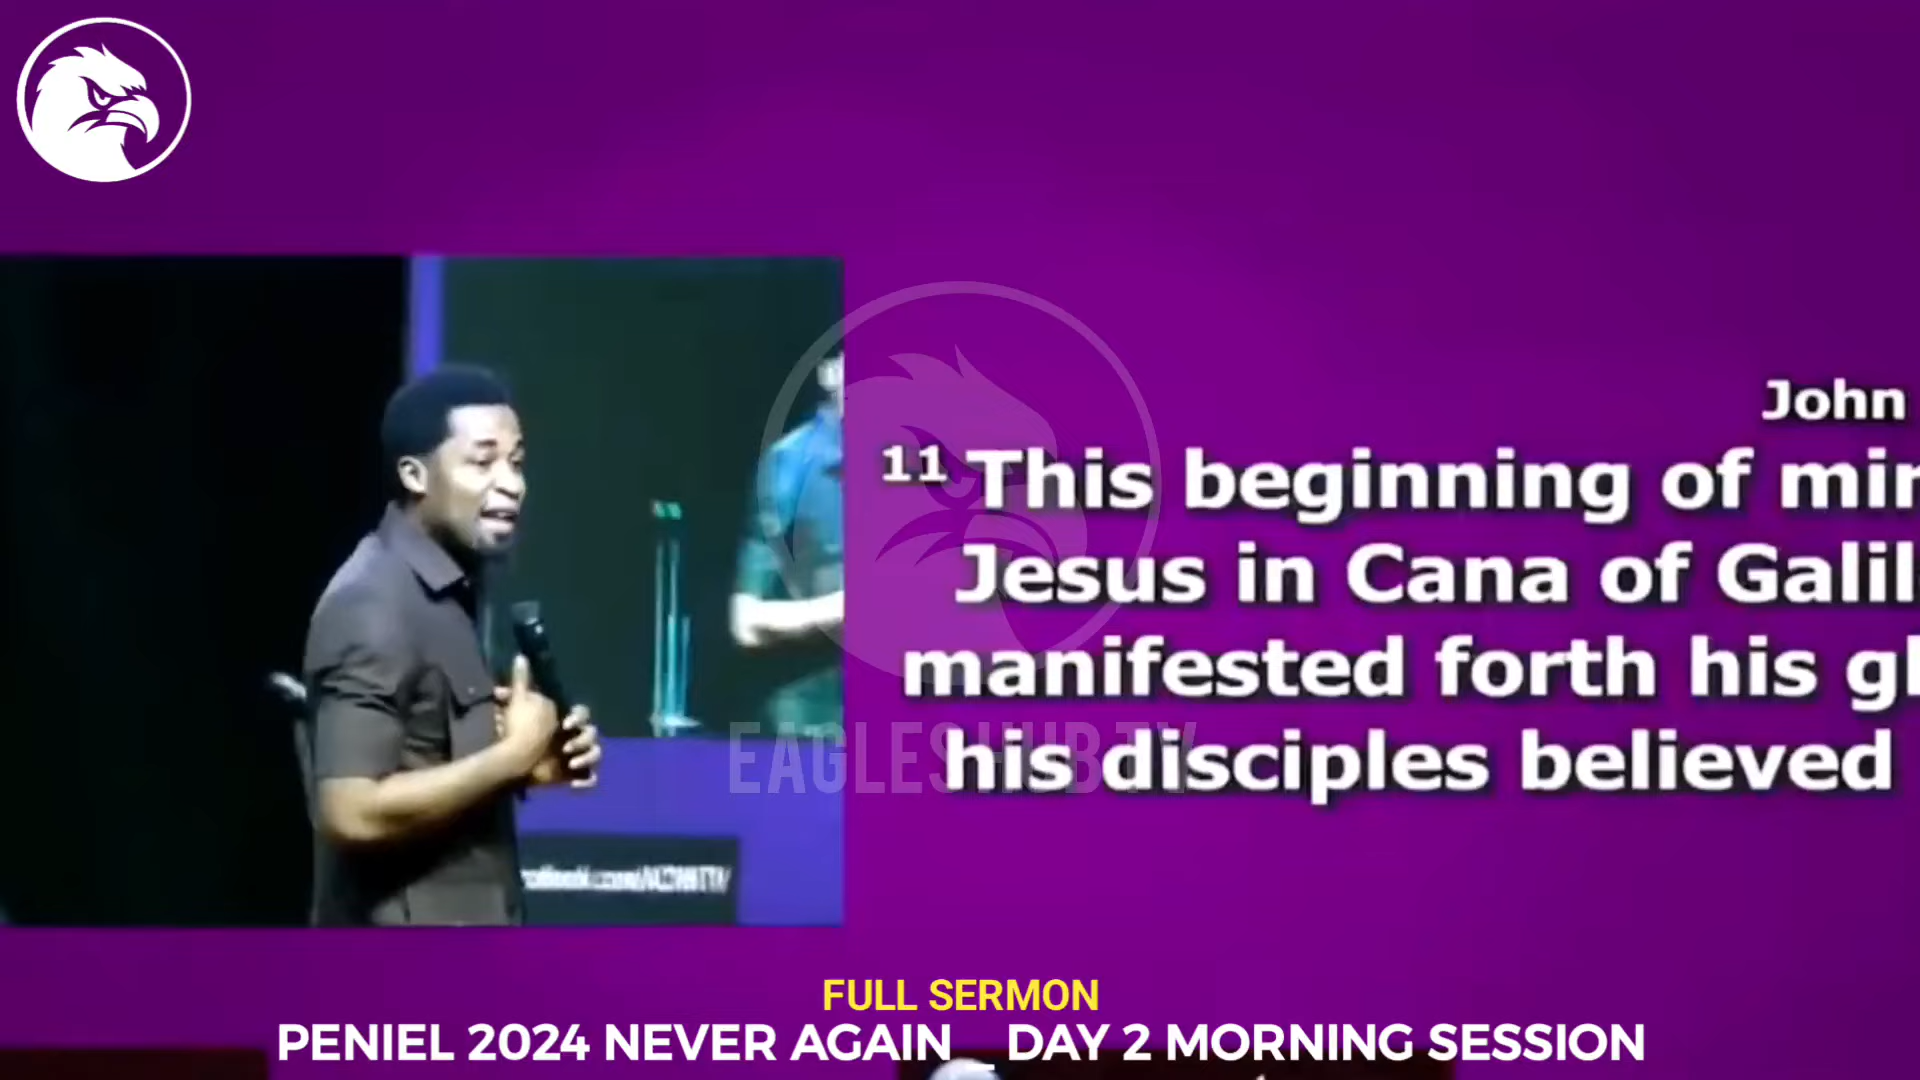 John
11 This beginning of mir
Jesus in Cana of Galil
manifested forth his gl
his disciples believed
EAGLESHUBTV
FULL SERMON
PENIEL 2024 NEVER AGAIN _ DAY 2 MORNING SESSION